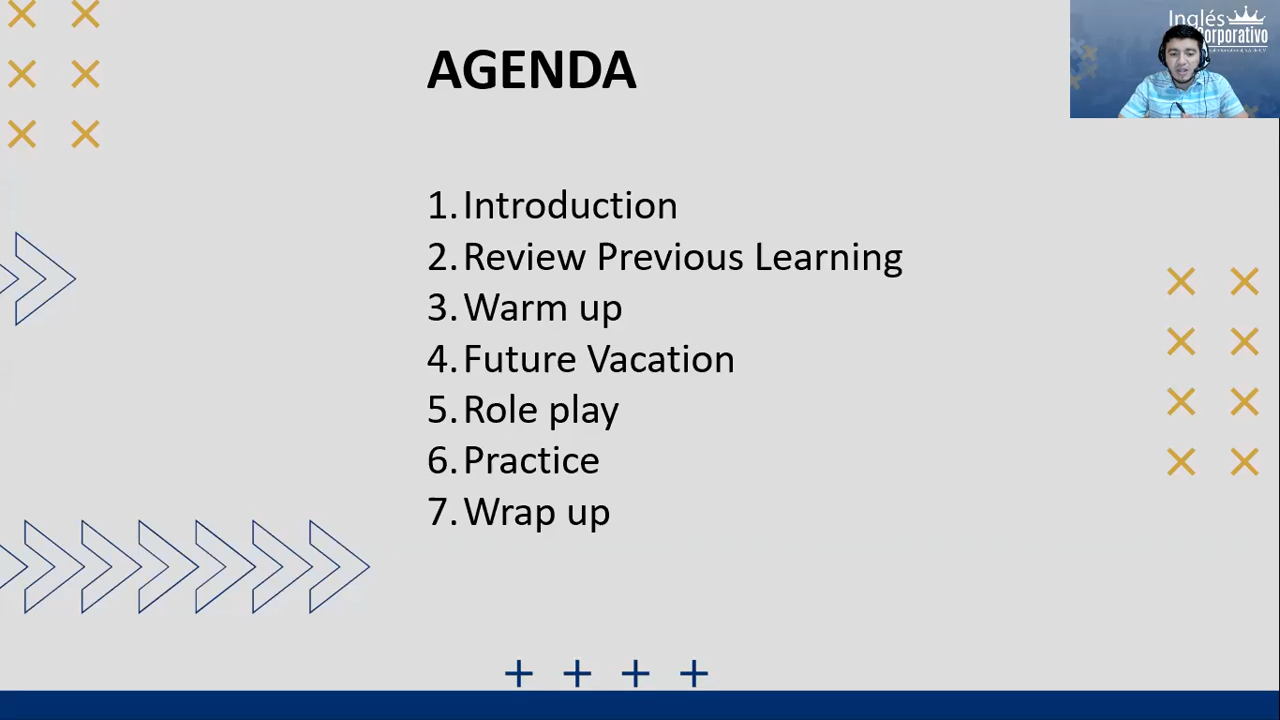 AGENDA
Inglés
Corporativo
1. Introduction
2. Review Previous Learning
3. Warm up
4. Future Vacation
5. Role play
6. Practice
7. Wrap up